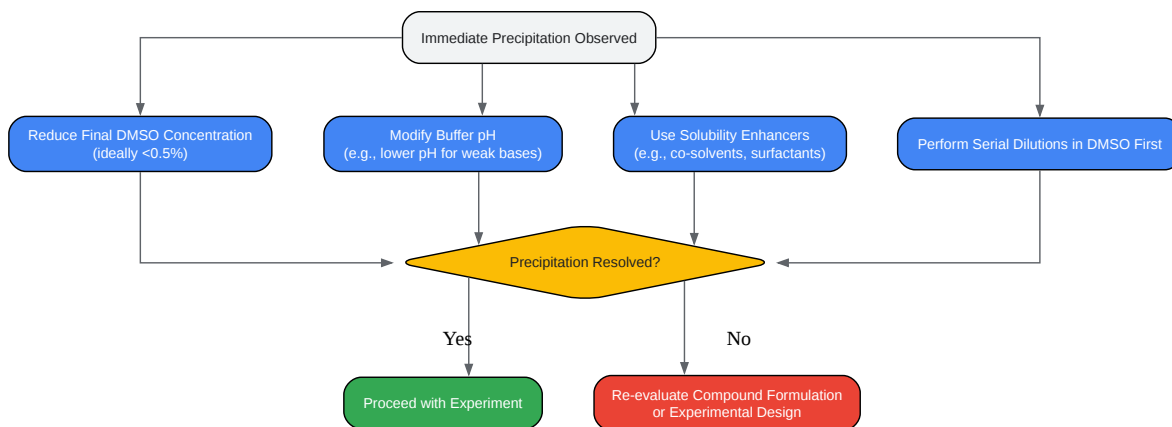 Immediate Precipitation Observed
Reduce Final DMSO Concentration
(ideally <0.5%)
Modify Buffer pH
(e.g., lower pH for weak bases)
Use Solubility Enhancers
(e.g., co-solvents, surfactants)
Perform Serial Dilutions in DMSO First
Precipitation Resolved?
Yes
No
Proceed with Experiment
Re-evaluate Compound Formulation
or Experimental Design